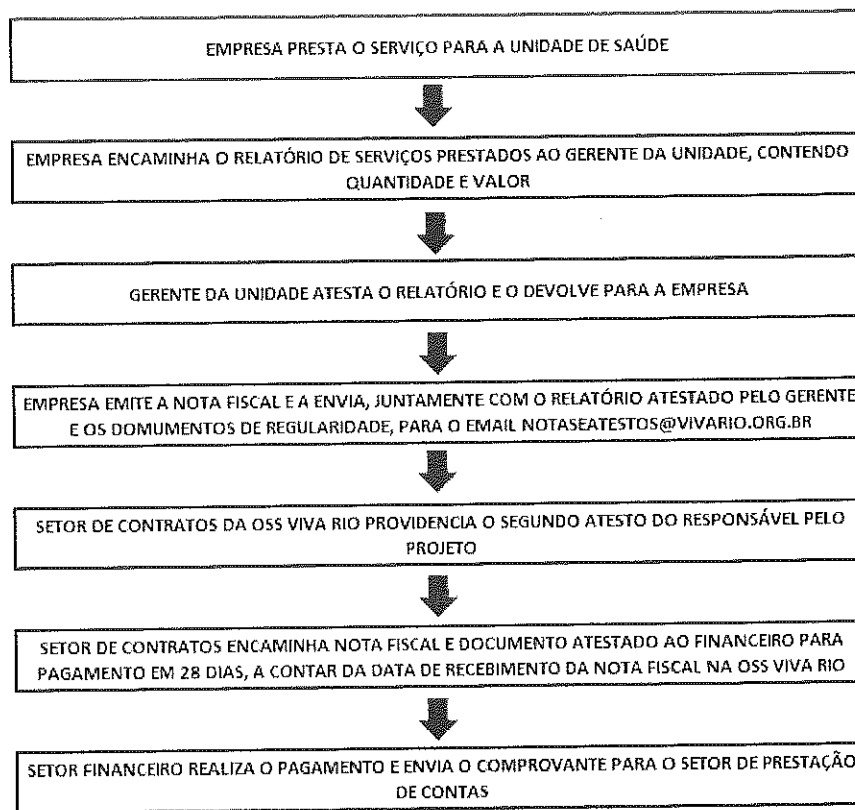 EMPRESA PRESTA O SERVIÇO PARA A UNIDADE DE SAÚDE
EMPRESA ENCAMINHA O RELATÓRIO DE SERVIÇOS PRESTADOS AO GERENTE DA UNIDADE, CONTENDO
QUANTIDADE E VALOR
GERENTE DA UNIDADE ATESTA O RELATÓRIO E O DEVOLVE PARA A EMPRESA
EMPRESA EMITE A NOTA FISCAL E A ENVIA, JUNTAMENTE COM O RELATÓRIO ATESTADO PELO GERENTE
E OS DOMUMENTOS DE REGULARIDADE, PARA O EMAIL NOTASEATESTOS@VIVARIO.ORG.BR
SETOR DE CONTRATOS DA OSS VIVA RIO PROVIDENCIA O SEGUNDO ATESTO DO RESPONSÁVEL PELO
PROJETO
SETOR DE CONTRATOS ENCAMINHA NOTA FISCAL E DOCUMENTO ATESTADO AO FINANCEIRO PARA
PAGAMENTO EM 28 DIAS, A CONTAR DA DATA DE RECEBIMENTO DA NOTA FISCAL NA OSS VIVA RIO
SETOR FINANCEIRO REALIZA O PAGAMENTO E ENVIA O COMPROVANTE PARA O SETOR DE PRESTAÇÃO
DE CONTAS